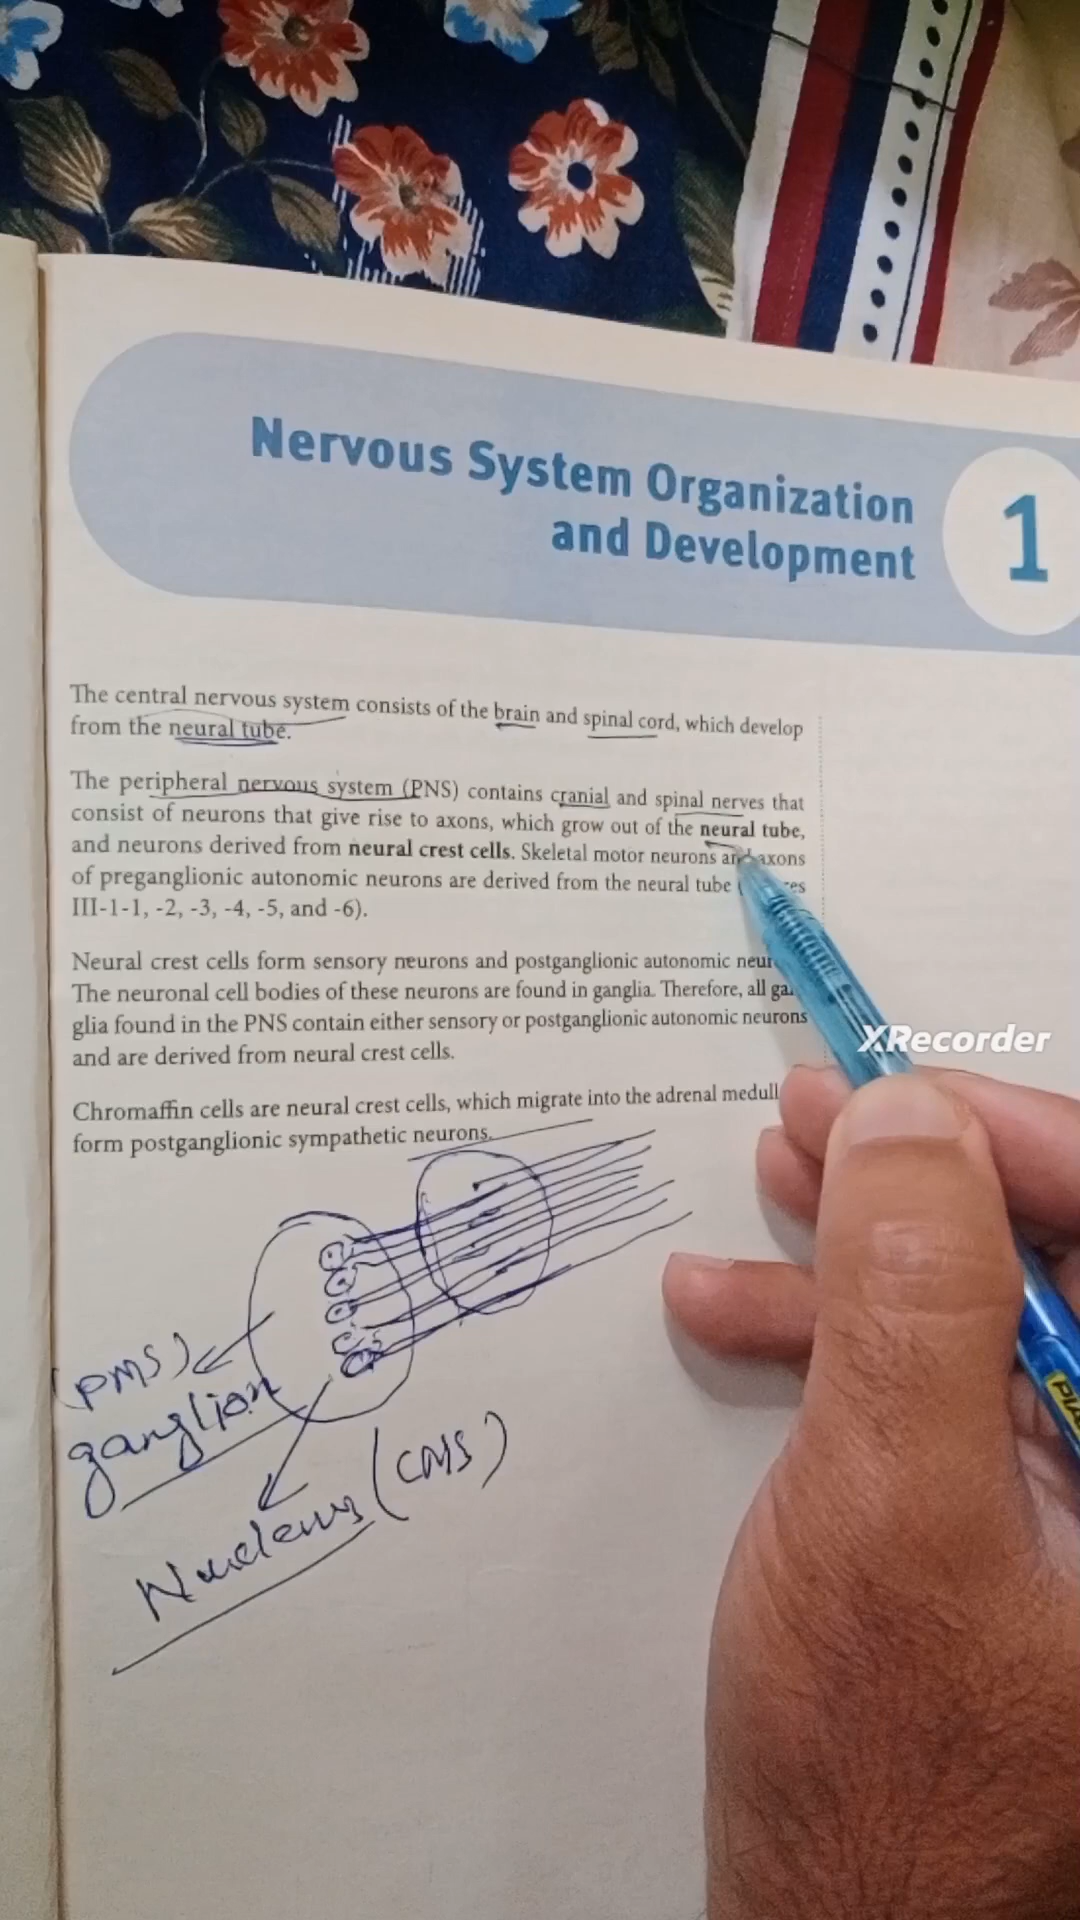 Nervous System Organization
and Development
1
The central nervous system consists of the brain and spinal cord, which develop
from the neural tube.
The peripheral nervous system (PNS) contains cranial and spinal nerves that
consist of neurons that give rise to axons, which grow out of the neural tube,
and neurons derived from neural crest cells. Skeletal motor neurons and axons
of preganglionic autonomic neurons are derived from the neural tube
III-1-1, -2, -3, -4, -5, and -6).
Neural crest cells form sensory neurons and postganglionic autonomic
The neuronal cell bodies of these neurons are found in ganglia. Therefore, all
glia found in the PNS contain either sensory or postganglionic autonomic neurons
and are derived from neural crest cells.
Chromaffin cells are neural crest cells, which migrate into the adrenal
form postganglionic sympathetic neurons.
(PNS)
ganglion
Nucleus (CNS)
XRecorder